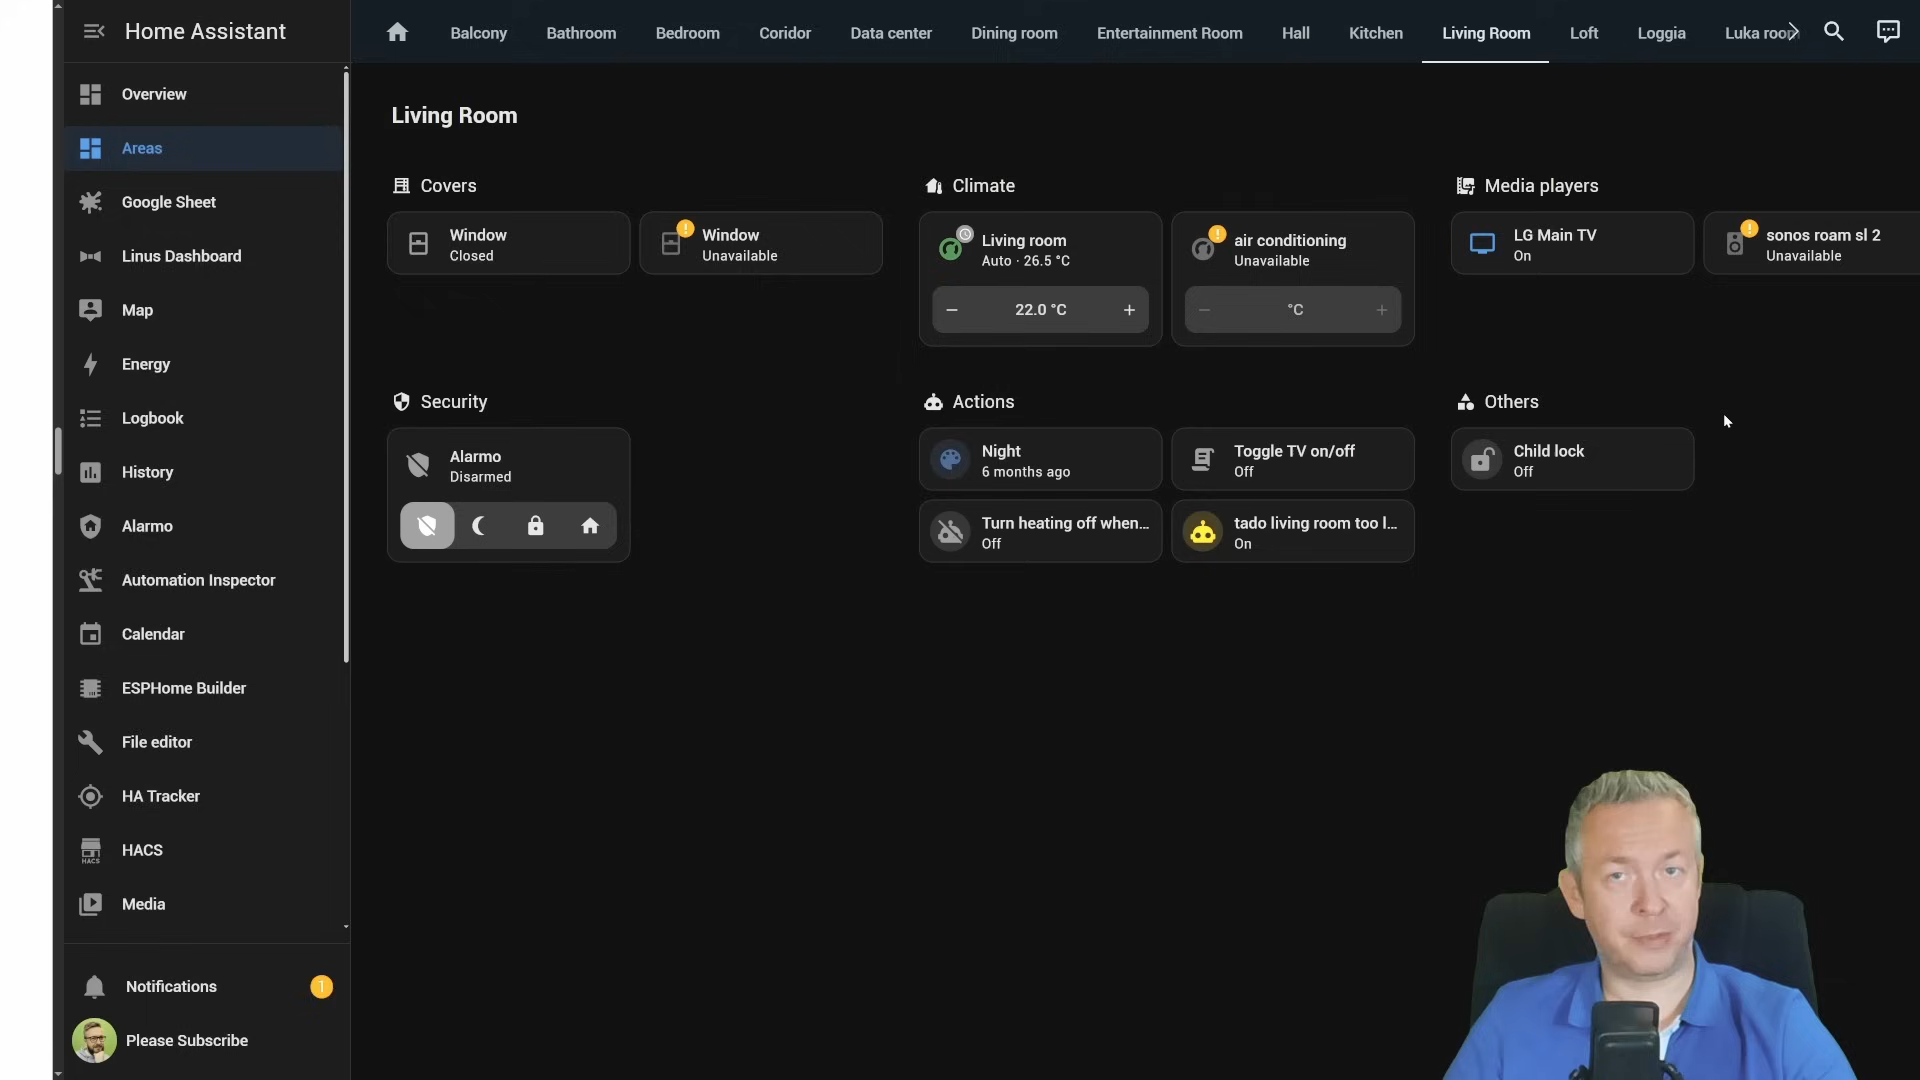 Home Assistant
Balcony
Bathroom
Bedroom
Coridor
Data center
Dining room
Entertainment Room
Hall
Kitchen
Living Room
Loft
Loggia
Luka room
Overview
Areas
Google Sheet
Linus Dashboard
Map
Energy
Logbook
History
Alarmo
Automation Inspector
Calendar
ESPHome Builder
File editor
HA Tracker
HACS
HACS
Media
Notifications
1
Please Subscribe
Living Room
Covers
Window
Closed
Window
Unavailable
Climate
Living room
Auto · 26.5 °C
− 22.0 °C +
air conditioning
Unavailable
− °C +
Media players
LG Main TV
On
sonos roam sl 2
Unavailable
Security
Alarmo
Disarmed
Actions
Night
6 months ago
Toggle TV on/off
Off
Turn heating off when...
Off
tado living room too l...
On
Others
Child lock
Off